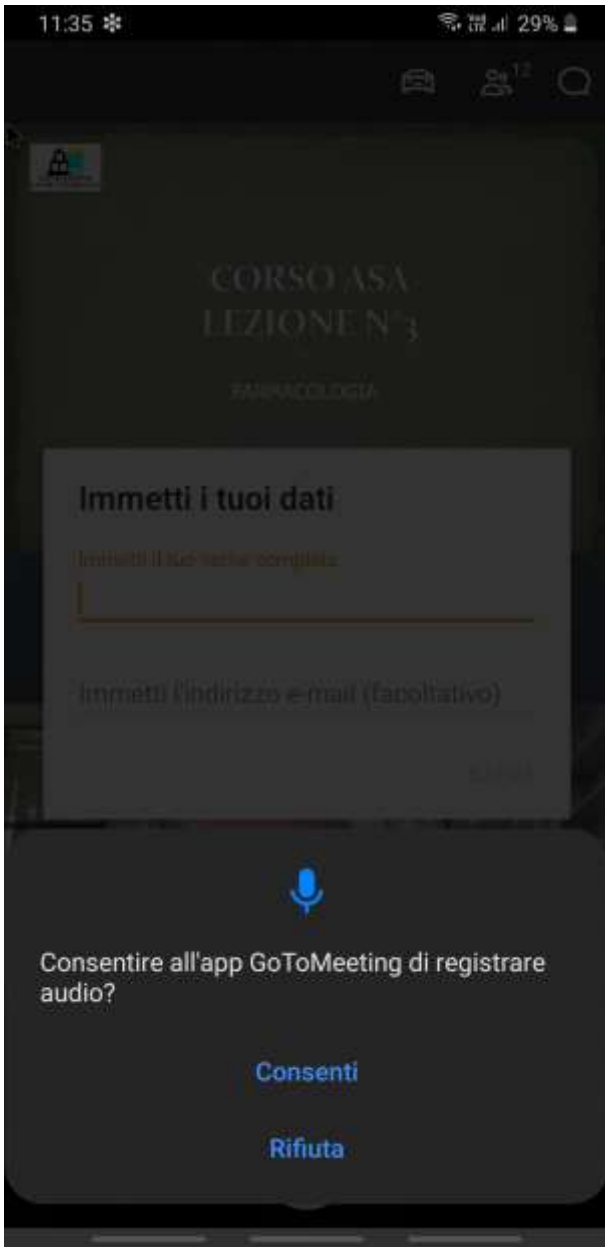 11:35
29%
12
CORSO ASA
LEZIONE N°3
FARMACOLOGIA
Immetti i tuoi dati
Immetti il tuo nome completo
Immetti l'indirizzo e-mail (facoltativo)
Consentire all'app GoToMeeting di registrare
audio?
Consenti
Rifiuta